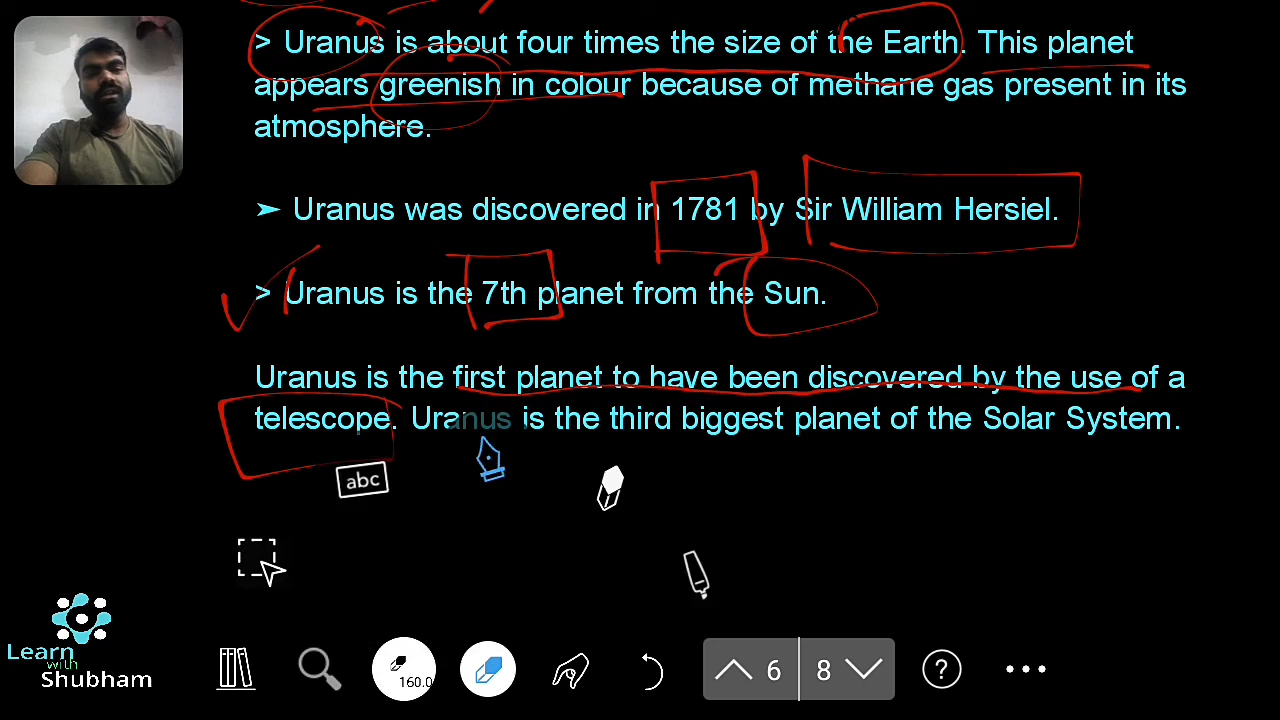 > Uranus is about four times the size of the Earth. This planet
appears greenish in colour because of methane gas present in its
atmosphere.
➢ Uranus was discovered in 1781 by Sir William Hersiel.
> Uranus is the 7th planet from the Sun.
Uranus is the first planet to have been discovered by the use of a
telescope. Uranus is the third biggest planet of the Solar System.
abc
Learn
with
Shubham
160.0
6
8
?